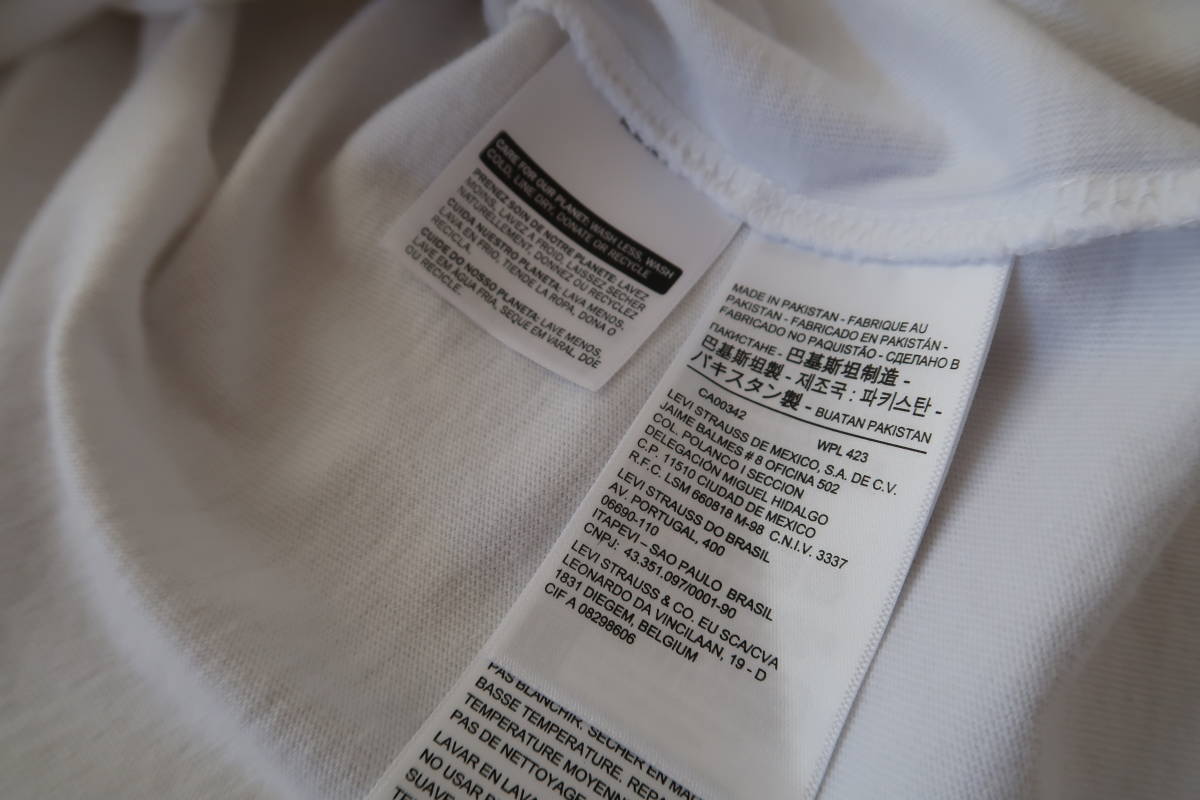 CARE FOR OUR PLANET: WASH LESS, WASH
COLD, LINE DRY, DONATE OR RECYCLE
PRENEZ SOIN DE NOTRE PLANÈTE. LAVEZ
MOINS, LAVEZ À FROID, LAISSEZ SÉCHER
NATURELLEMENT, DONNEZ OU RECYCLEZ
CUIDA NUESTRO PLANETA: LAVA MENOS,
LAVA EN FRIO, TIENDE LA ROPA, DONA O
RECICLA.
CUIDE DO NOSSO PLANETA: LAVE MENOS,
LAVE EM ÁGUA FRIA, SEQUE EM VARAL, DOE
OU RECICLE.
MADE IN PAKISTAN - FABRIQUE AU
PAKISTAN - FABRICADO EN PAKISTÁN -
FABRICADO NO PAQUISTÃO - СДЕЛАНО В
ПАКИСТАНЕ - 巴基斯坦制造 -
巴基斯坦製 - 제조국 : 파키스탄 -
パキスタン製 - BUATAN PAKISTAN
CA00342 WPL 423
LEVI STRAUSS DE MEXICO, S.A. DE C.V.
JAIME BALMES # 8 OFICINA 502
COL. POLANCO I SECCION
DELEGACIÓN MIGUEL HIDALGO
C.P. 11510 CIUDAD DE MEXICO
R.F.C. LSM 660818 M-98 C.N.I.V. 3337
LEVI STRAUSS DO BRASIL
AV. PORTUGAL, 400
06690-110
ITAPEVI – SAO PAULO BRASIL
CNPJ: 43.351.097/0001-90
LEVI STRAUSS & CO. EU SCA/CVA
LEONARDO DA VINCILAAN, 19 - D
1831 DIEGEM, BELGIUM
CIF A 08298606
PAS BLANCHIR, SÉCHER EN MA
BASSE TEMPERATURE, REPA
TEMPERATURE MOYEN
PAS DE NETTOYAGE
LAVAR EN LAVA
NO USAR
SUAVE